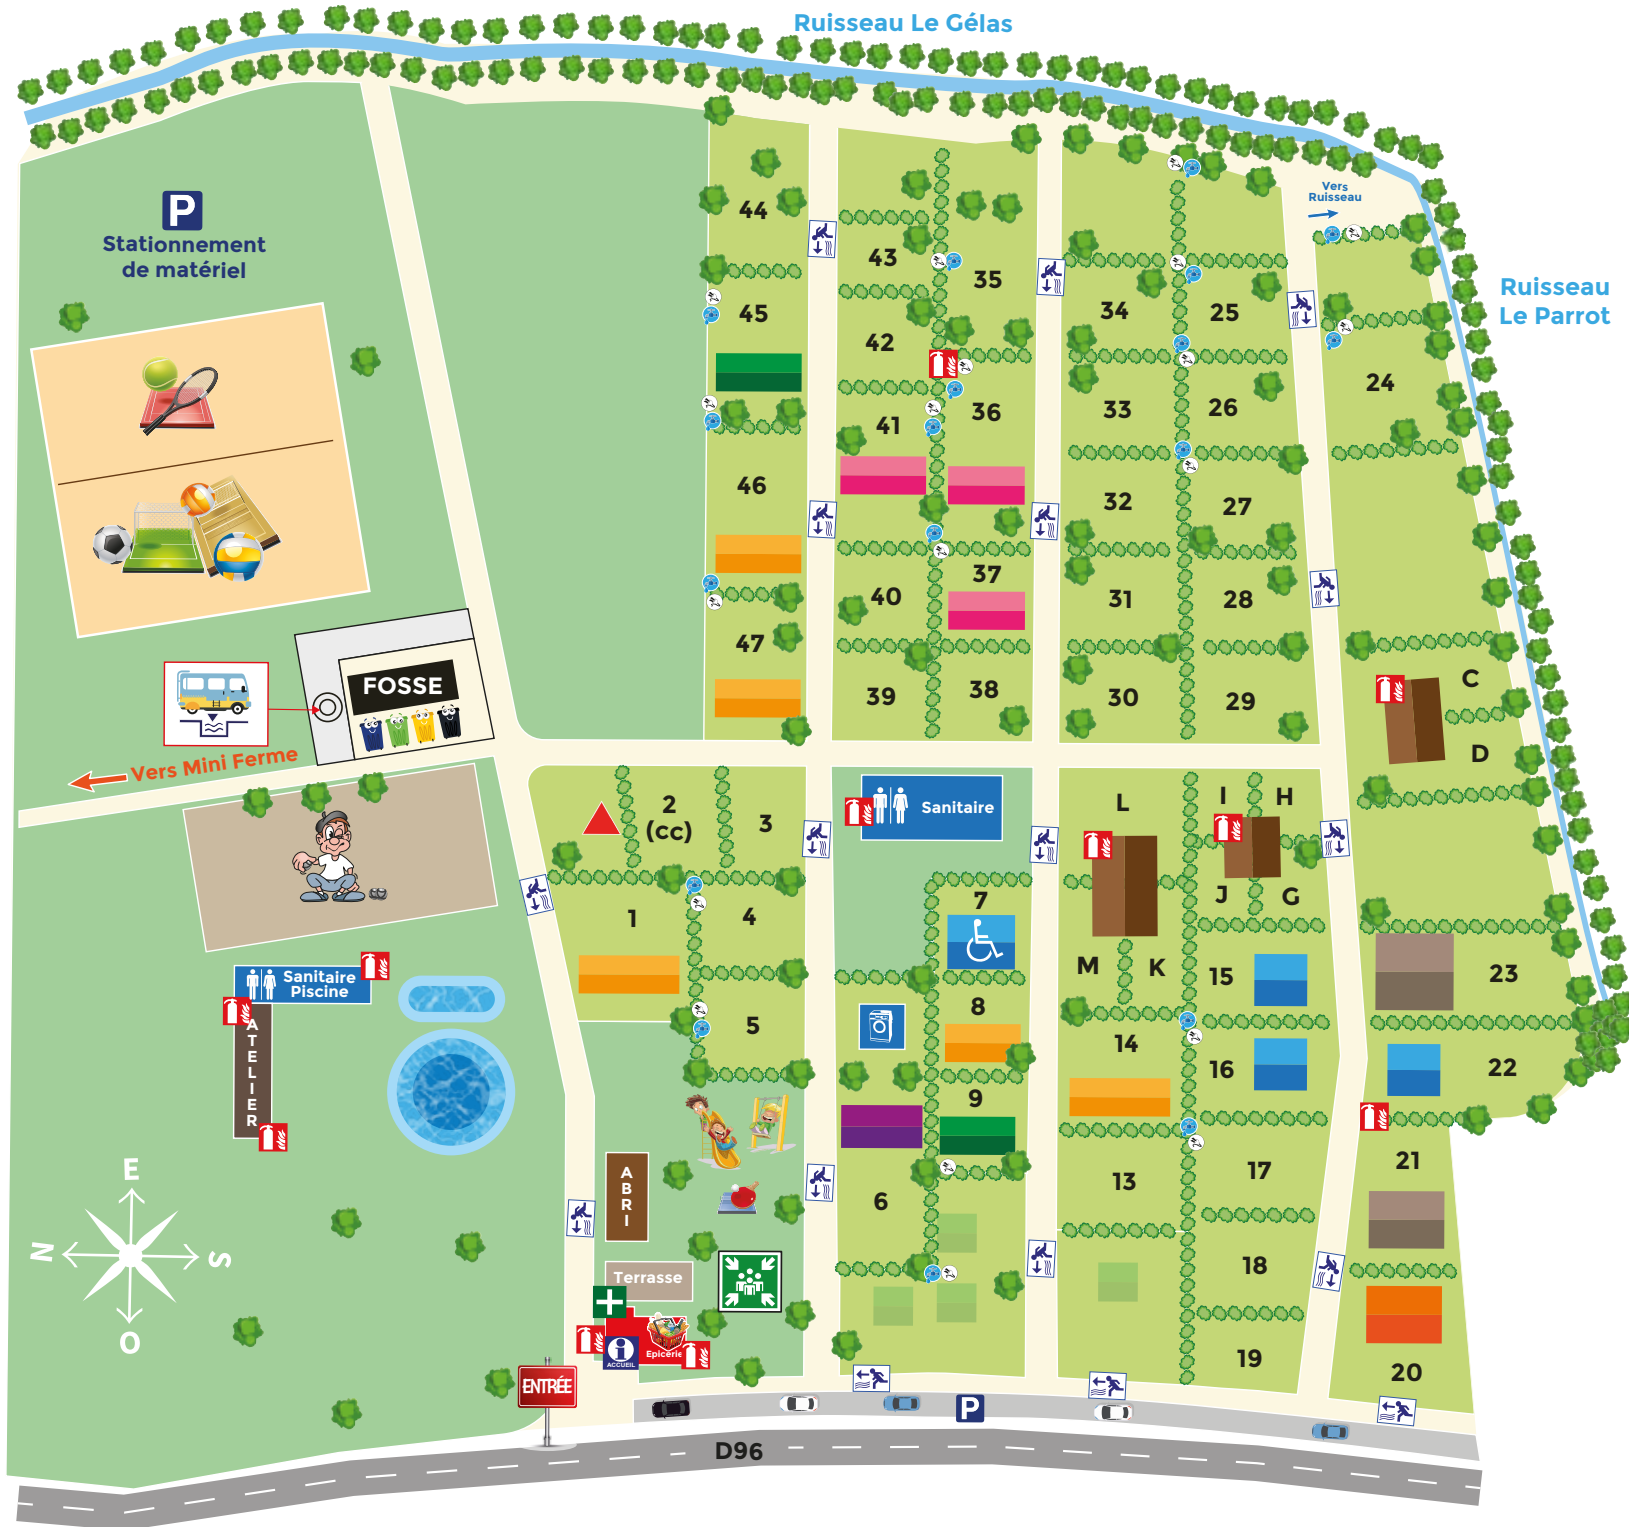 Ruisseau Le Gélas
P
Stationnement
de matériel
Vers
Ruisseau
Ruisseau
Le Parrot
44
43
35
45
42
34
25
24
41
36
33
26
46
32
27
40
37
31
28
47
39
38
30
29
C
D
FOSSE
Vers Mini Ferme
2
(cc)
3
Sanitaire
L
I
H
1
4
7
J
G
M
K
15
23
Sanitaire
Piscine
5
8
14
16
22
A
T
E
L
I
E
R
9
A
B
R
I
6
13
17
21
E
N
S
O
18
Terrasse
Epicerie
i
ACCUEIL
19
20
ENTRÉE
P
D96